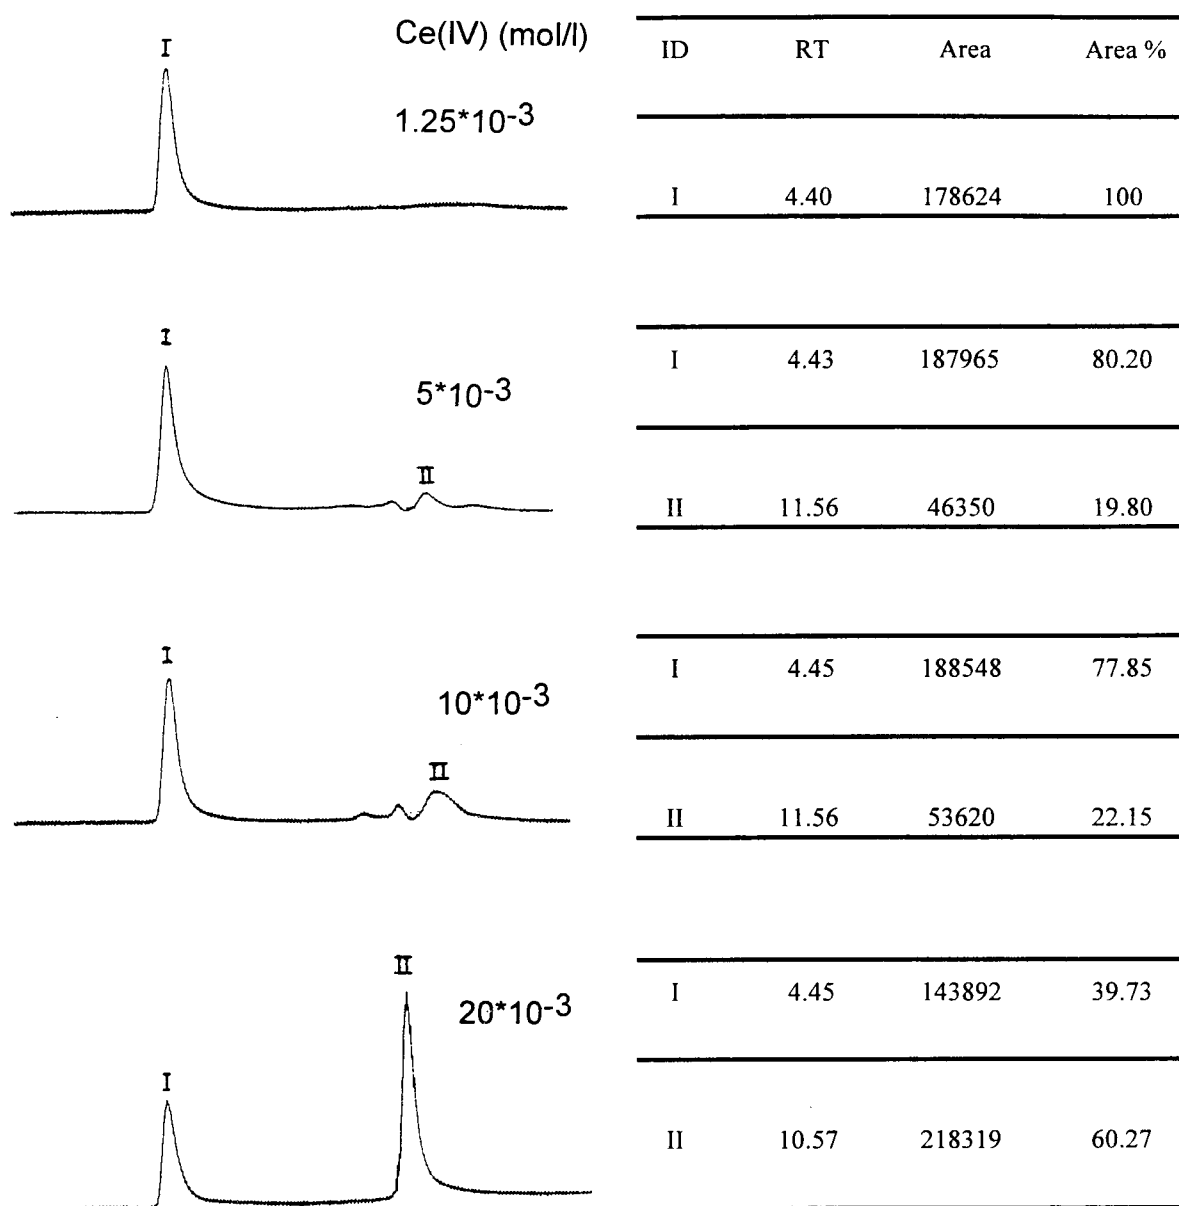 Ce(IV) (mol/l)
I
1.25*10-3
ID RT Area Area %
I 4.40 178624 100
I
5*10-3
II
I 4.43 187965 80.20
II 11.56 46350 19.80
I
10*10-3
II
I 4.45 188548 77.85
II 11.56 53620 22.15
II
20*10-3
I
I 4.45 143892 39.73
II 10.57 218319 60.27